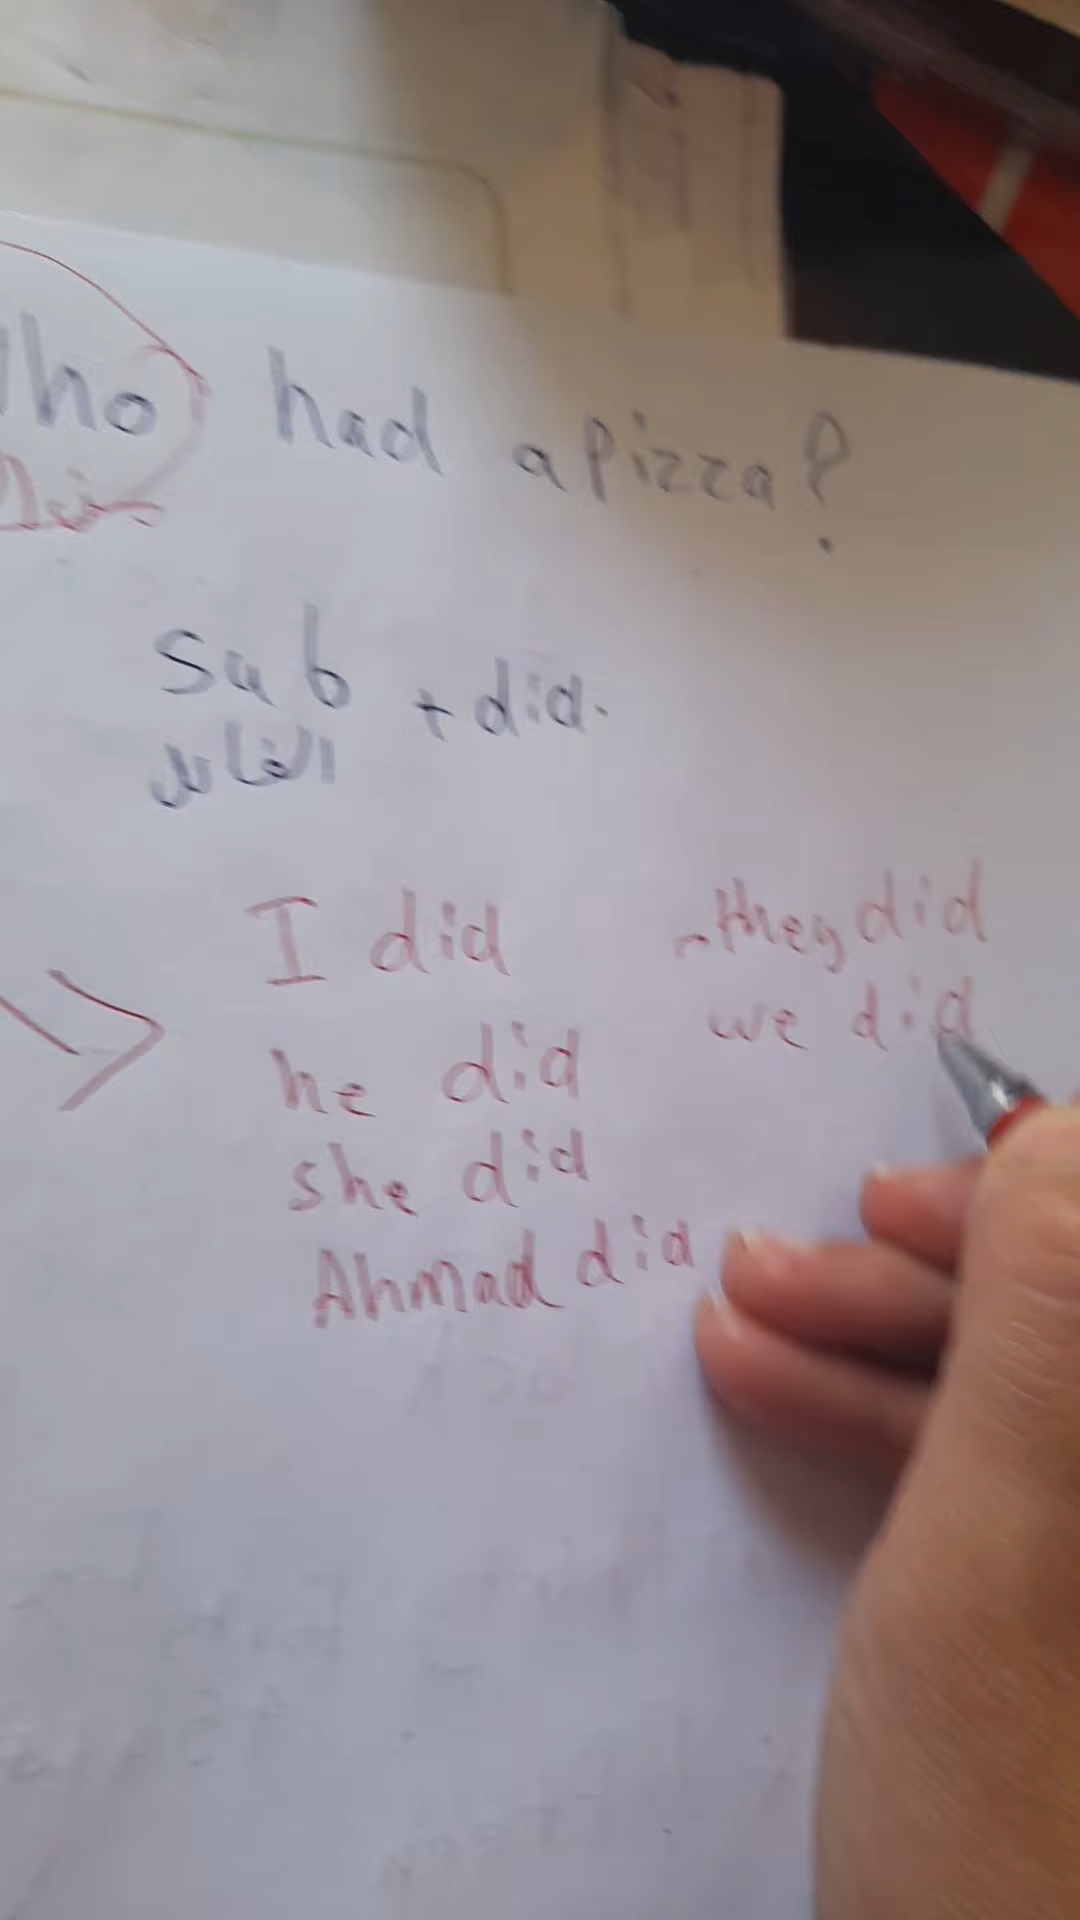 Who had a pizza?
sub + did.
الفاعل
I did
he did
she did
Ahmad did
-they did
we did